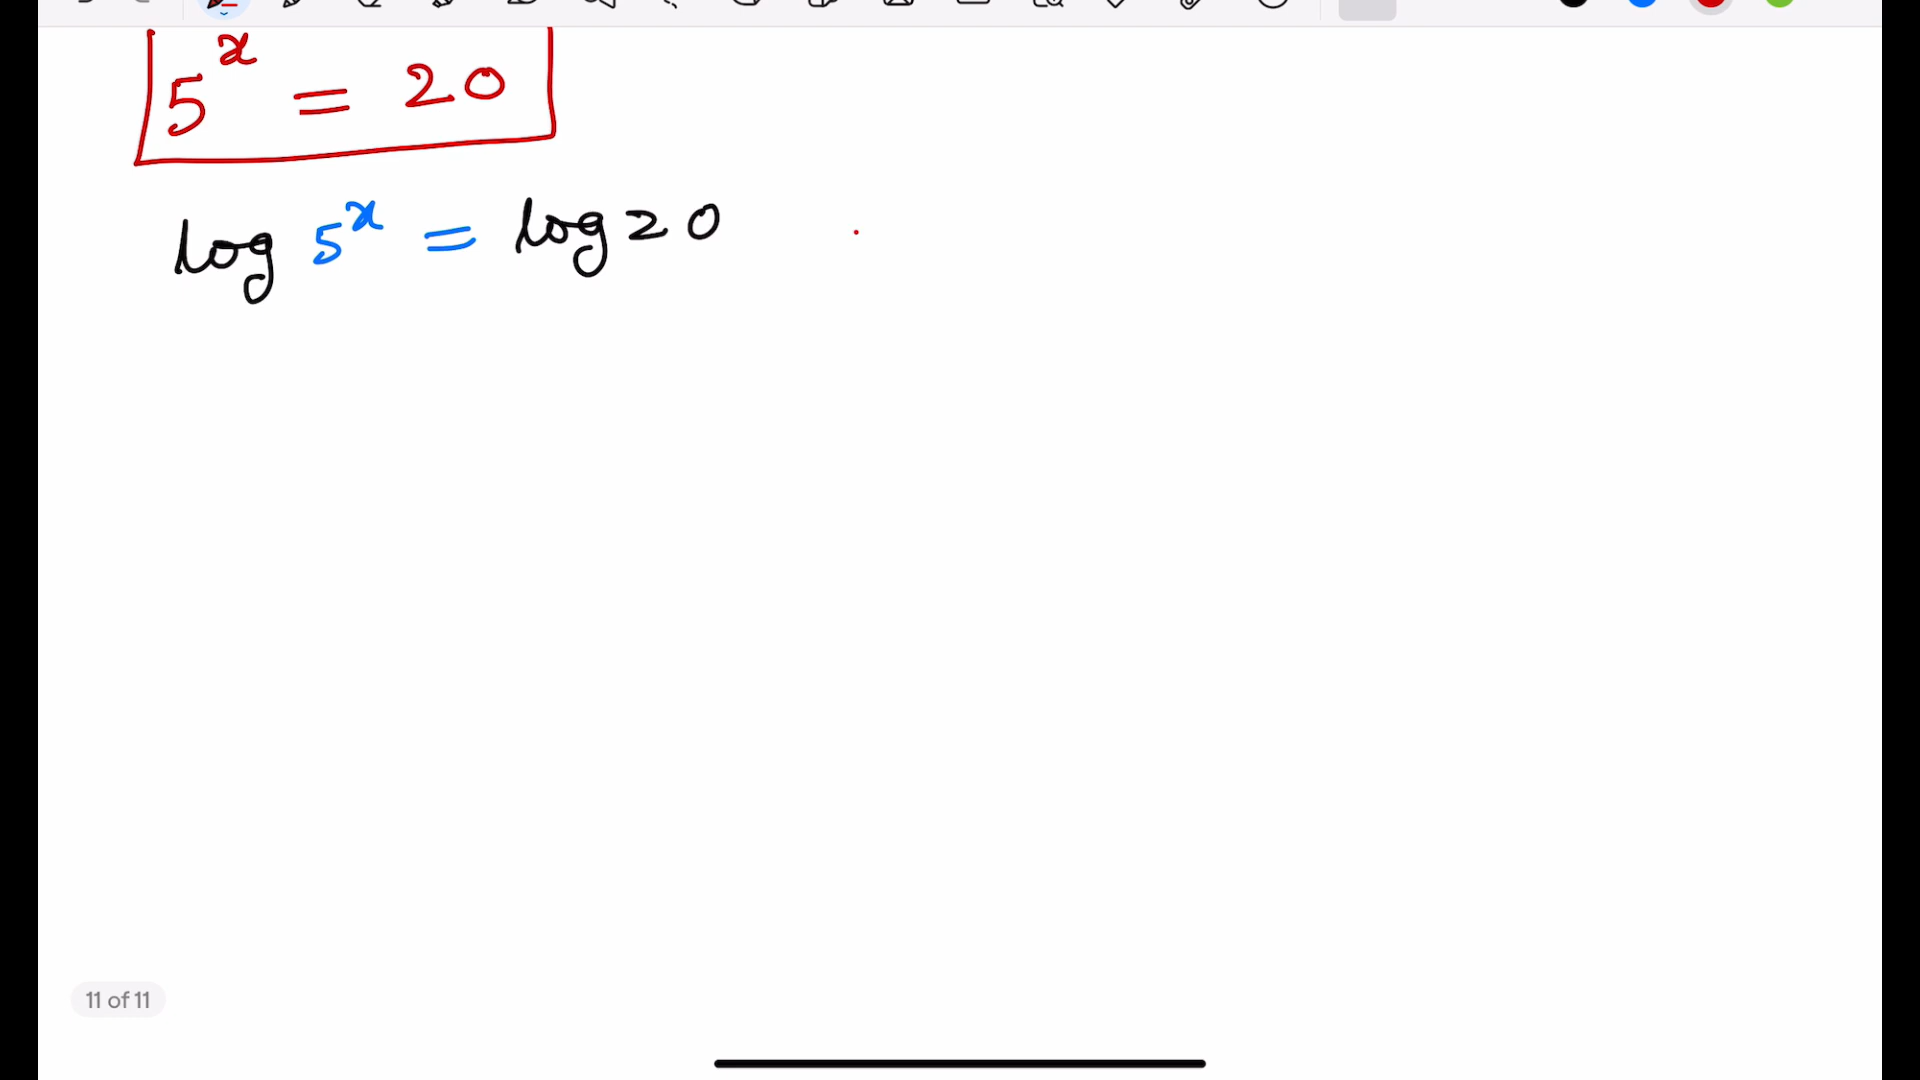 5^x = 20
log 5^x = log 20
11 of 11